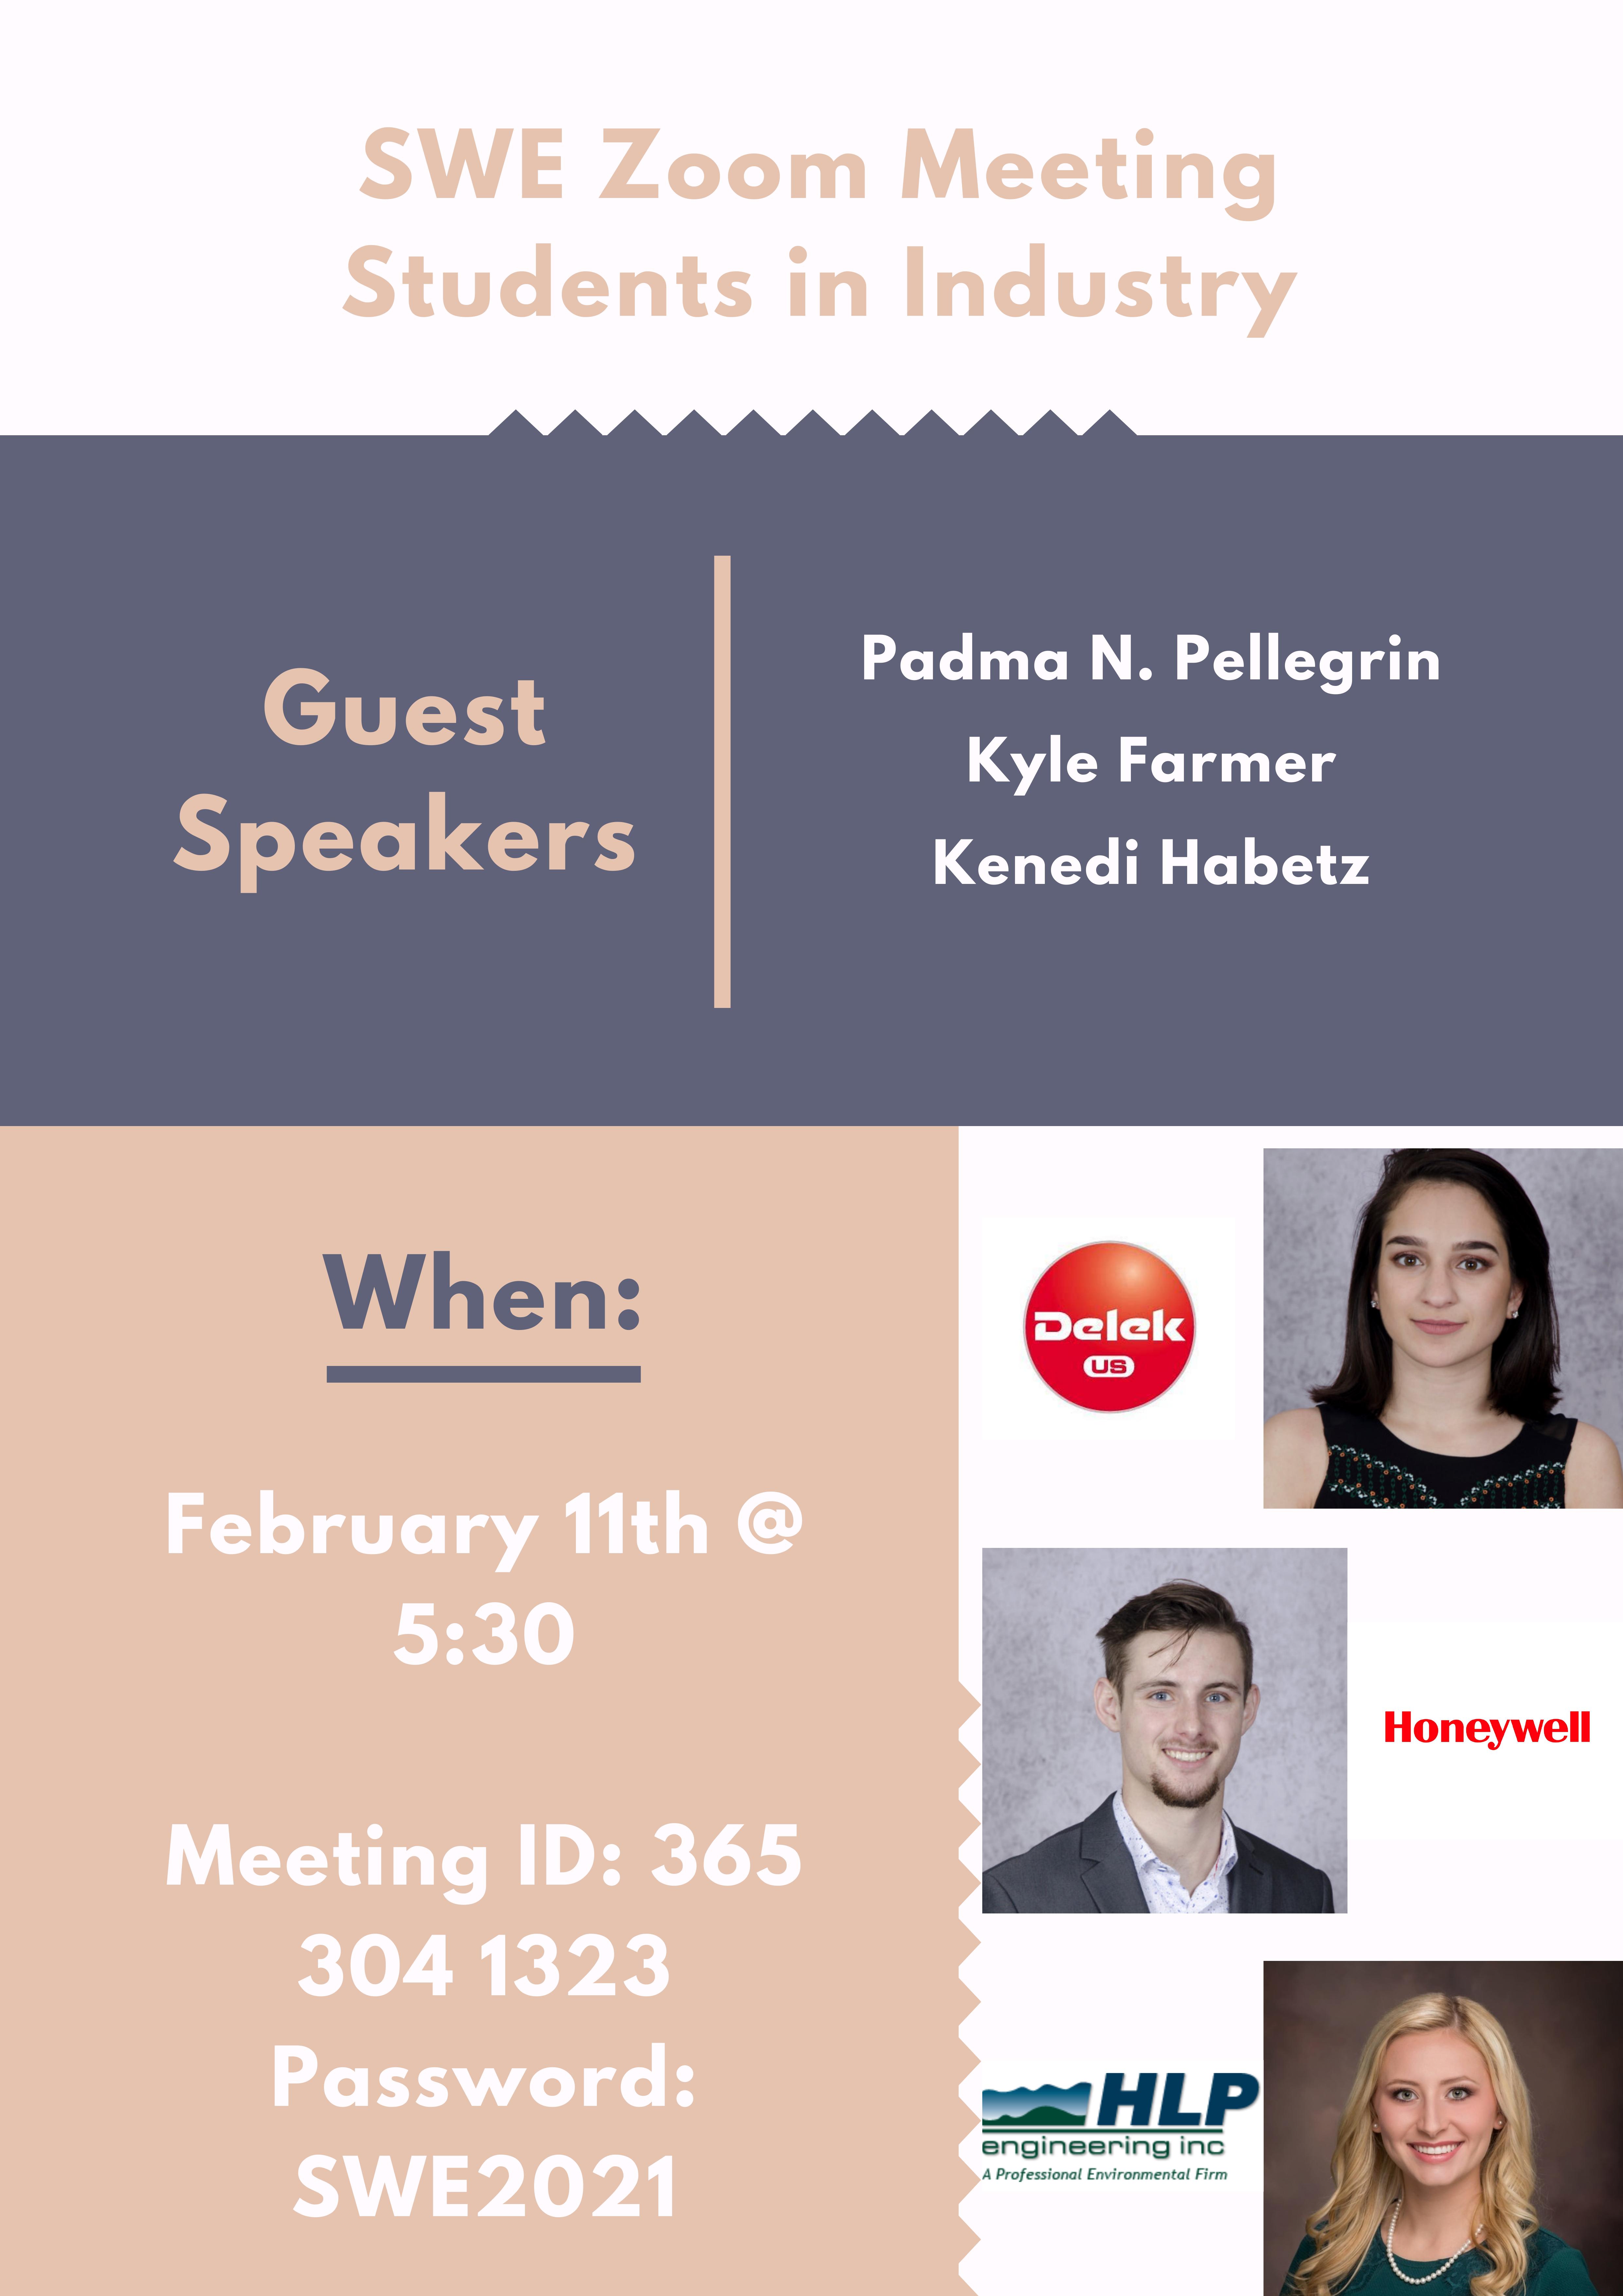 SWE Zoom Meeting
Students in Industry
Guest
Speakers
Padma N. Pellegrin
Kyle Farmer
Kenedi Habetz
When:
February 11th @
5:30
Meeting ID: 365
304 1323
Password:
SWE2021
Delek
US
Honeywell
HLP
engineering inc
A Professional Environmental Firm